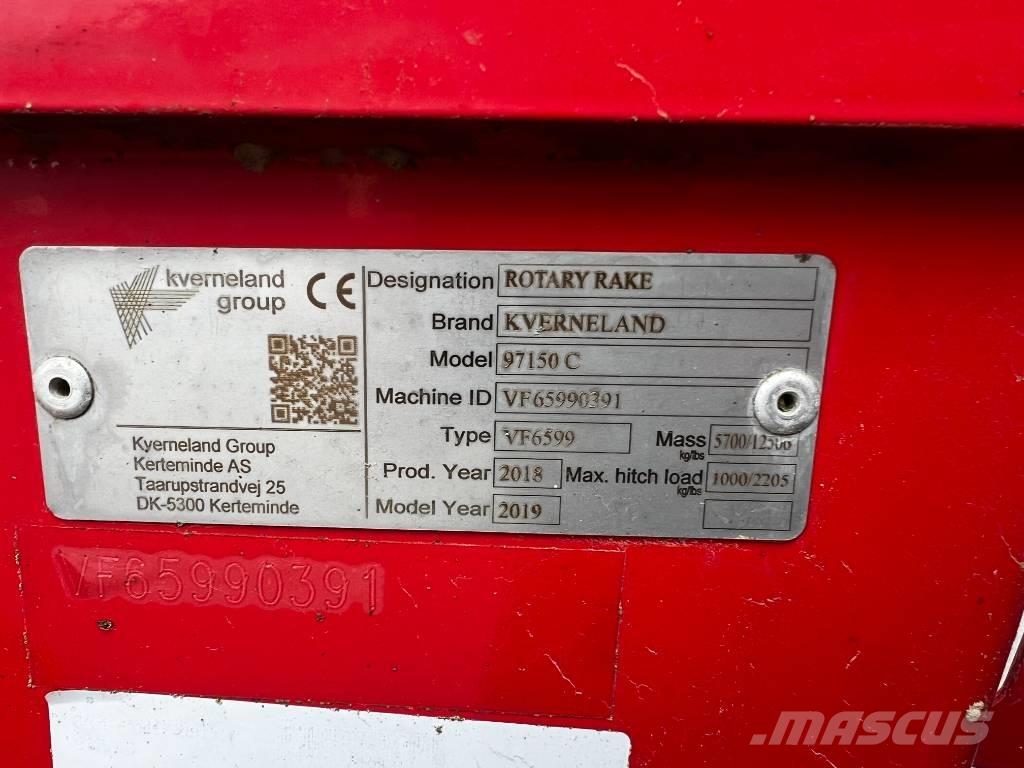 kverneland
group
CE
Kverneland Group
Kerteminde AS
Taarupstrandvej 25
DK-5300 Kerteminde
Designation ROTARY RAKE
Brand KVERNELAND
Model 97150 C
Machine ID VF65990391
Type VF6599 Mass kg/lbs 5700/12566
Prod. Year 2018 Max. hitch load kg/lbs 1000/2205
Model Year 2019
VF65990391
MASCUS